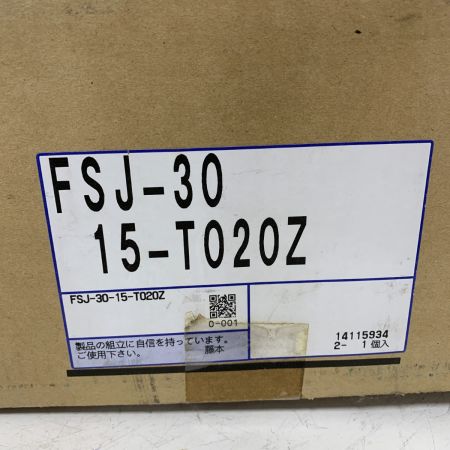 FSJ-30
15-T020Z
FSJ-30-15-T020Z
0-001
製品の組立に自信を持っています。
ご使用下さい。 藤本
14115934
2- 1個入